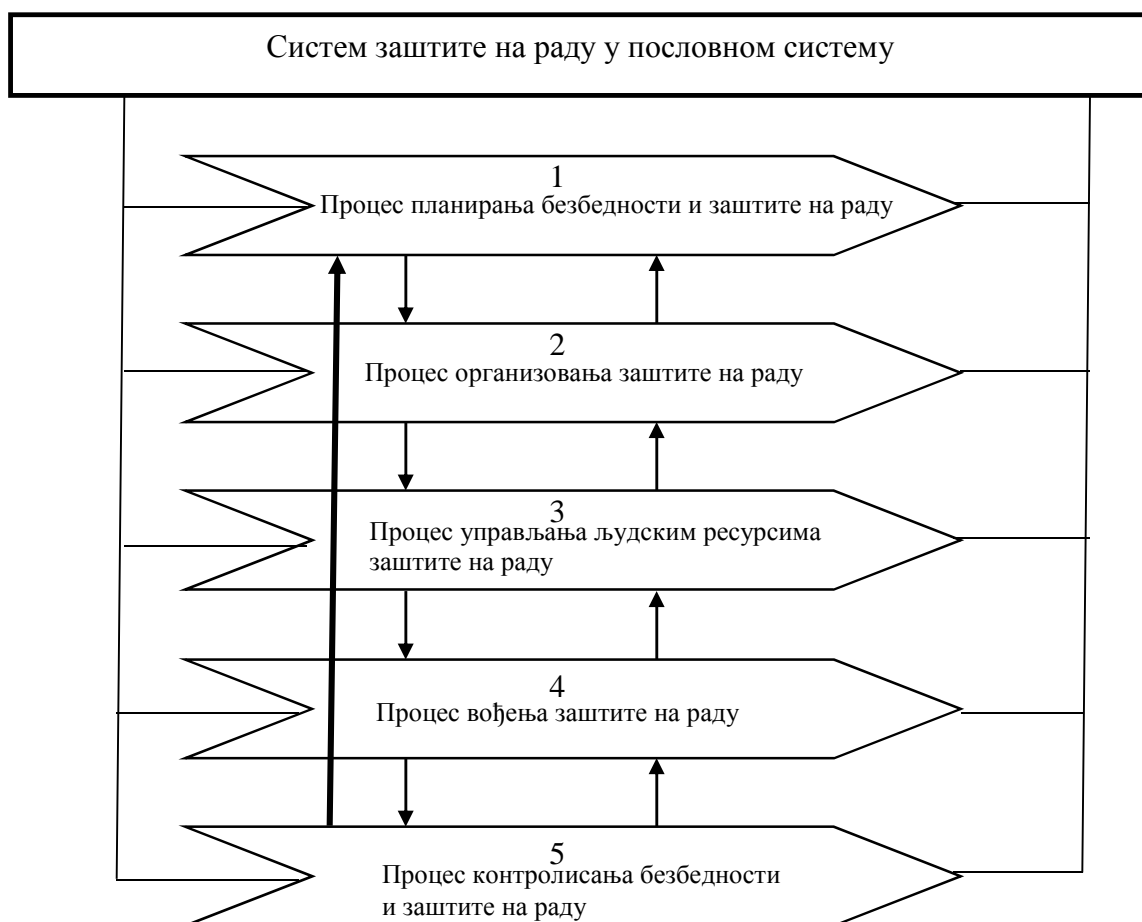 Систем заштите на раду у пословном систему
1
Процес планирања безбедности и заштите на раду
2
Процес организовања заштите на раду
3
Процес управљања људским ресурсима
заштите на раду
4
Процес вођења заштите на раду
5
Процес контролисања безбедности
и заштите на раду